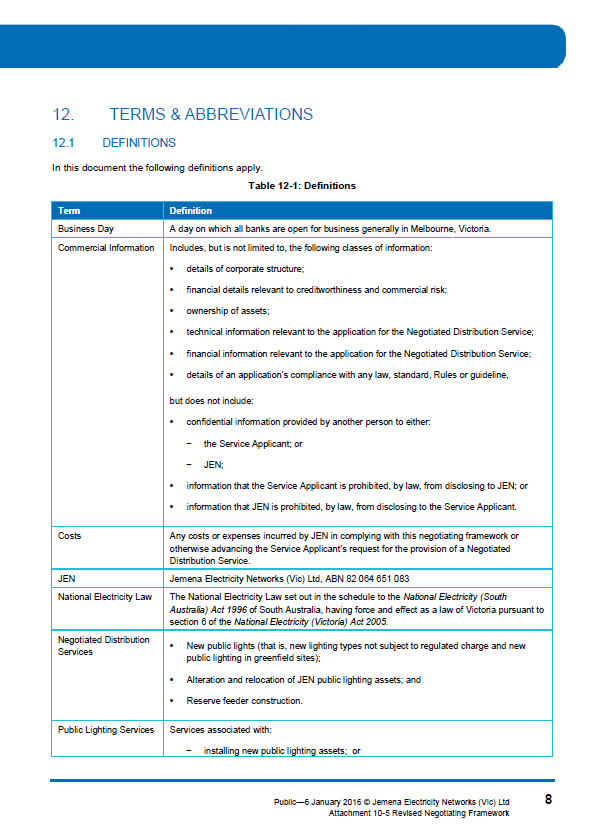 12. TERMS & ABBREVIATIONS
12.1 DEFINITIONS
In this document the following definitions apply.
Table 12-1: Definitions
Term Definition
Business Day A day on which all banks are open for business generally in Melbourne, Victoria.
Commercial Information Includes, but is not limited to, the following classes of information:
• details of corporate structure;
• financial details relevant to creditworthiness and commercial risk;
• ownership of assets;
• technical information relevant to the application for the Negotiated Distribution Service;
• financial information relevant to the application for the Negotiated Distribution Service;
• details of an application's compliance with any law, standard, Rules or guideline,
but does not include:
• confidential information provided by another person to either:
− the Service Applicant; or
− JEN;
• information that the Service Applicant is prohibited, by law, from disclosing to JEN; or
• information that JEN is prohibited, by law, from disclosing to the Service Applicant.
Costs Any costs or expenses incurred by JEN in complying with this negotiating framework or
otherwise advancing the Service Applicant's request for the provision of a Negotiated
Distribution Service.
JEN Jemena Electricity Networks (Vic) Ltd, ABN 82 064 651 083
National Electricity Law The National Electricity Law set out in the schedule to the National Electricity (South
Australia) Act 1996 of South Australia, having force and effect as a law of Victoria pursuant to
section 6 of the National Electricity (Victoria) Act 2005.
Negotiated Distribution
Services
• New public lights (that is, new lighting types not subject to regulated charge and new
public lighting in greenfield sites);
• Alteration and relocation of JEN public lighting assets; and
• Reserve feeder construction.
Public Lighting Services Services associated with:
− installing new public lighting assets; or
Public—6 January 2016 © Jemena Electricity Networks (Vic) Ltd 8
Attachment 10-5 Revised Negotiating Framework